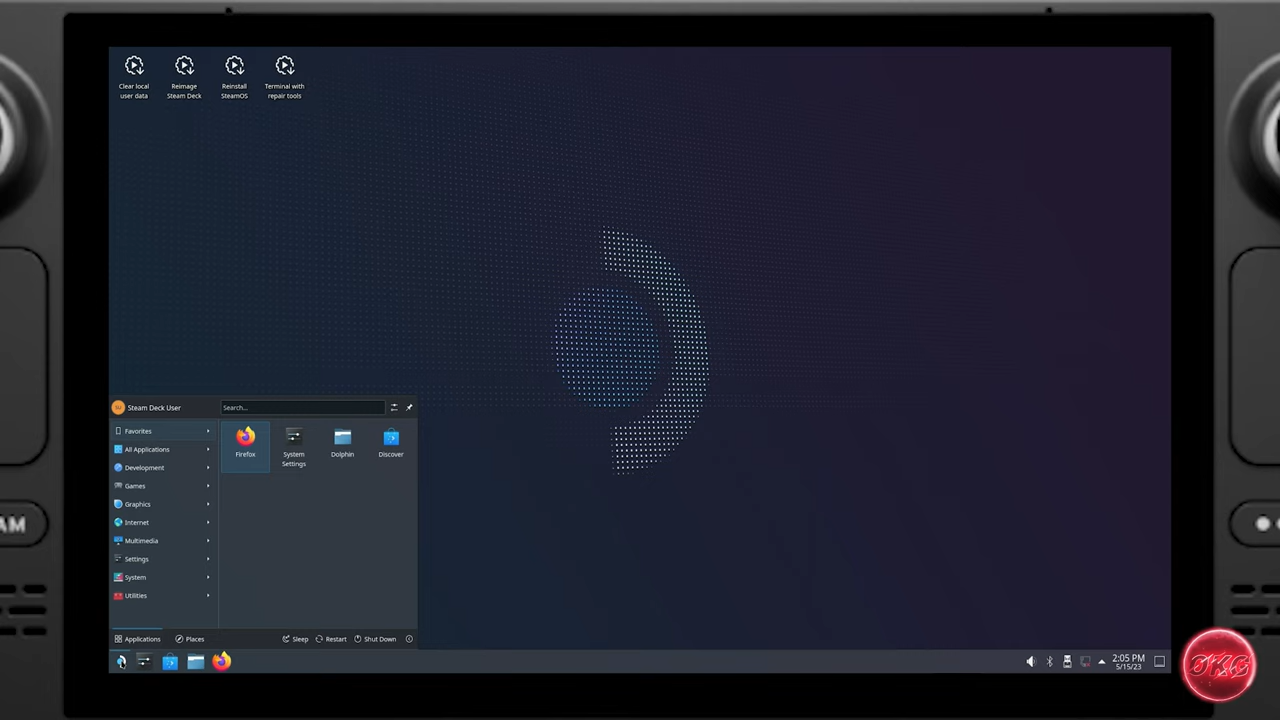 Clear local
user data
Reimage
Steam Deck
Reinstall
SteamOS
Terminal with
repair tools
SU
Steam Deck User
Search...
Favorites
All Applications
Development
Games
Graphics
Internet
Multimedia
Settings
System
Utilities
Firefox
System
Settings
Dolphin
Discover
Applications
Places
Sleep
Restart
Shut Down
2:05 PM
5/15/23
AM